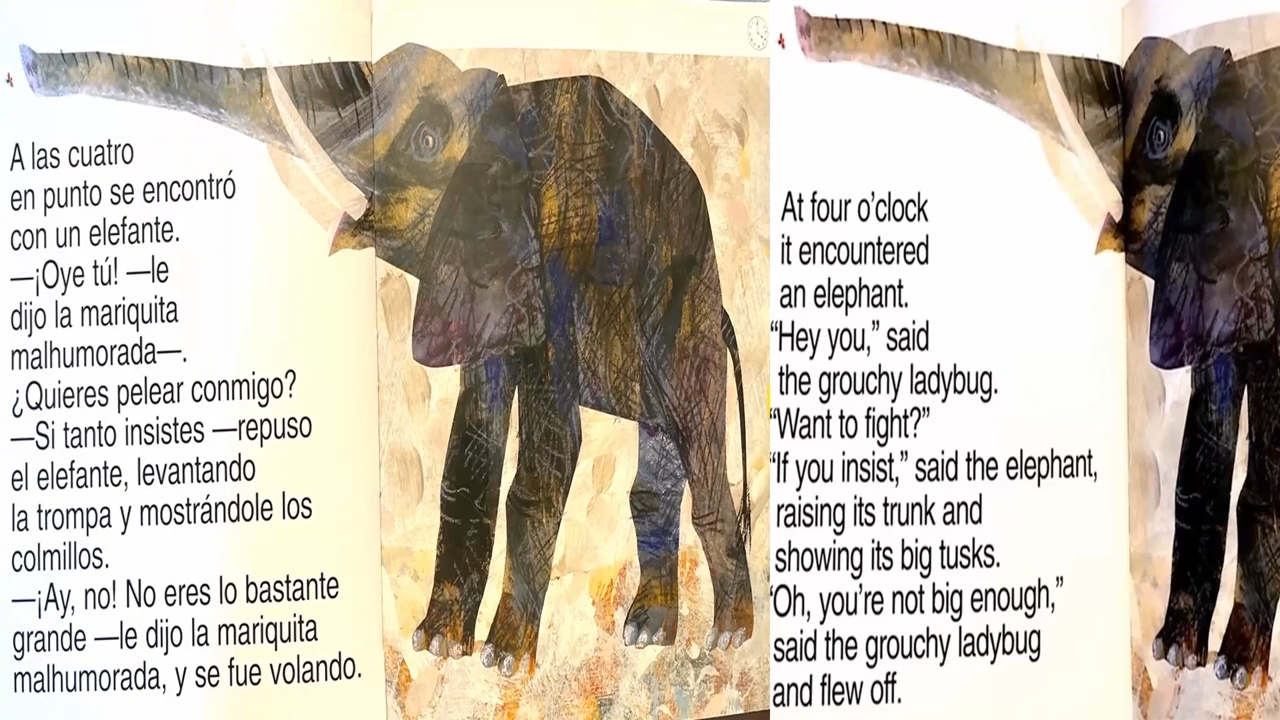 A las cuatro
en punto se encontró
con un elefante.
—¡Oye tú! —le
dijo la mariquita
malhumorada—.
¿Quieres pelear conmigo?
—Si tanto insistes —repuso
el elefante, levantando
la trompa y mostrándole los
colmillos.
—¡Ay, no! No eres lo bastante
grande —le dijo la mariquita
malhumorada, y se fue volando.
At four o’clock
it encountered
an elephant.
“Hey you,” said
the grouchy ladybug.
“Want to fight?”
“If you insist,” said the elephant,
raising its trunk and
showing its big tusks.
“Oh, you’re not big enough,”
said the grouchy ladybug
and flew off.